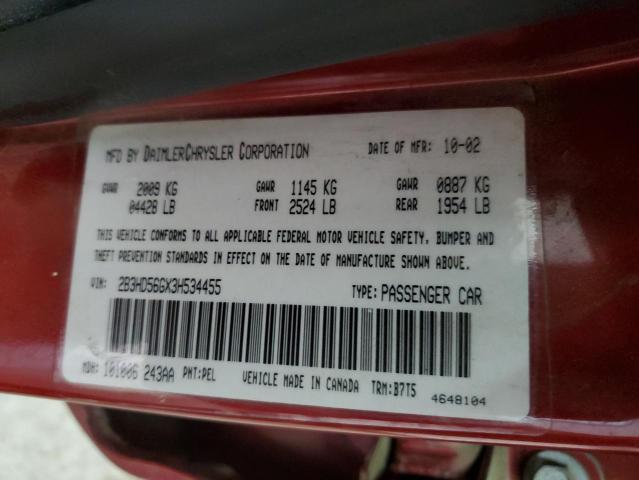 MFD BY DAIMLERCHRYSLER CORPORATION DATE OF MFR: 10-02
GVWR 2009 KG GAWR 1145 KG GAWR 0887 KG
04428 LB FRONT 2524 LB REAR 1954 LB
THIS VEHICLE CONFORMS TO ALL APPLICABLE FEDERAL MOTOR VEHICLE SAFETY, BUMPER AND
THEFT PREVENTION STANDARDS IN EFFECT ON THE DATE OF MANUFACTURE SHOWN ABOVE.
VIN: 2B3HD56GX3H534455 TYPE: PASSENGER CAR
MDH: 101006 243AA PNT: PEL VEHICLE MADE IN CANADA TRM: B7T5
4648104